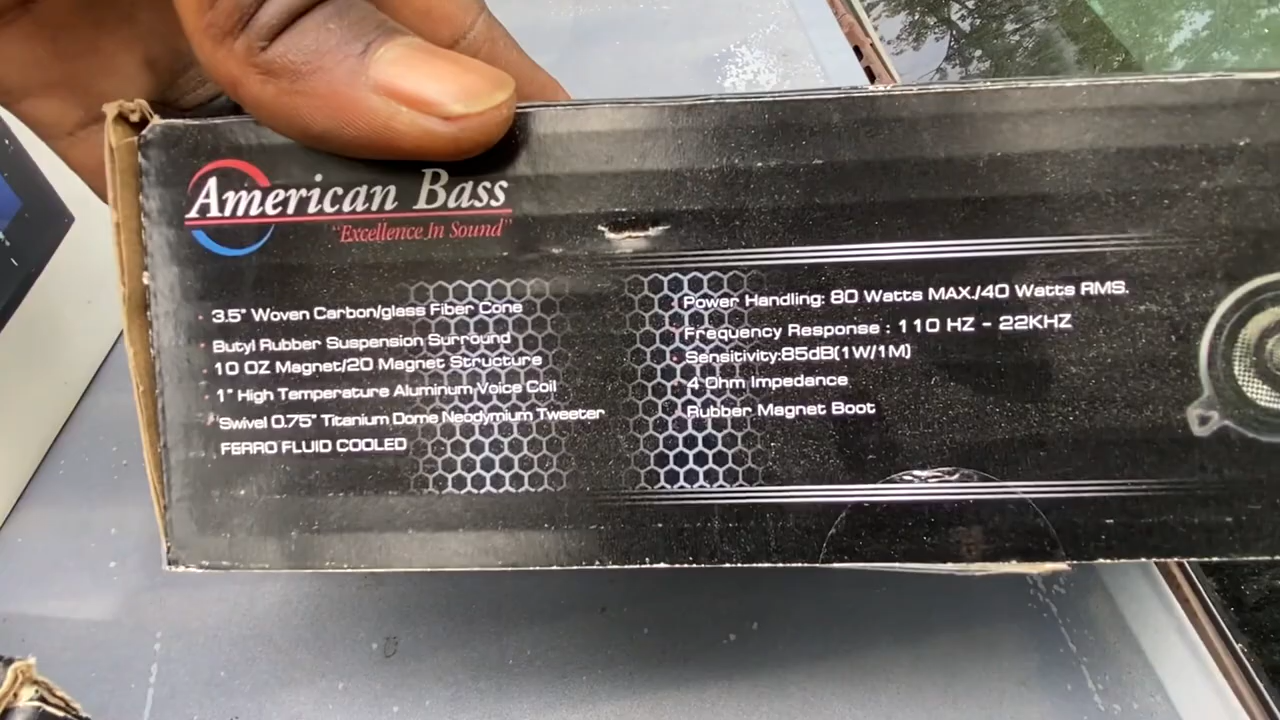 American Bass
"Excellence In Sound"
3.5" Woven Carbon/glass Fiber Cone
Butyl Rubber Suspension Surround
10 OZ Magnet/20 Magnet Structure
1" High Temperature Aluminum Voice Coil
Swivel 0.75" Titanium Dome Neodymium Tweeter
FERRO FLUID COOLED
Power Handling: 80 Watts MAX./40 Watts RMS.
Frequency Response : 110 HZ - 22KHZ
Sensitivity:85dB(1W/1M)
4 Ohm Impedance
Rubber Magnet Boot